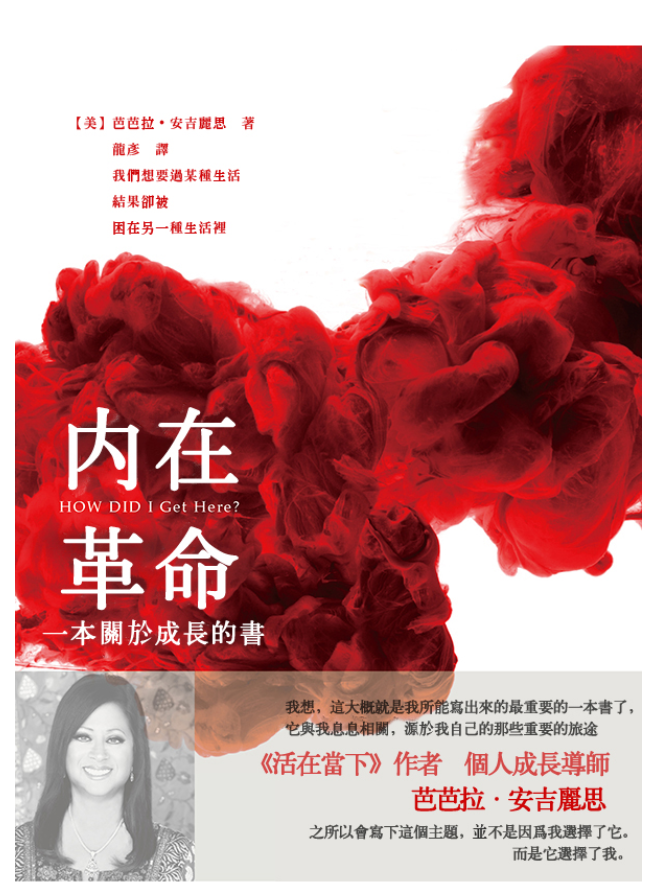 【美】芭芭拉•安吉麗思　著
龍彥　譯
我們想要過某種生活
結果卻被
困在另一種生活裡
内在
HOW DID I Get Here?
革命
一本關於成長的書
我想，這大概就是我所能寫出來的最重要的一本書了，
它與我息息相關，源於我自己的那些重要的旅途
《活在當下》作者　個人成長導師
芭芭拉·安吉麗思
之所以會寫下這個主題，並不是因爲我選擇了它。
而是它選擇了我。